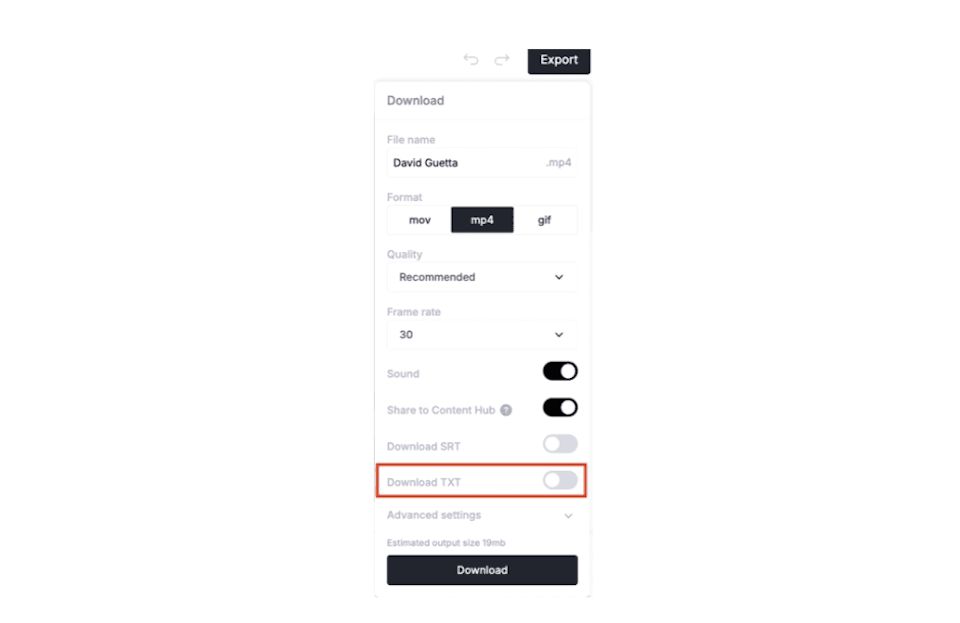 Export
Download
File name
David Guetta .mp4
Format
mov mp4 gif
Quality
Recommended
Frame rate
30
Sound
Share to Content Hub ?
Download SRT
Download TXT
Advanced settings
Estimated output size 19mb
Download